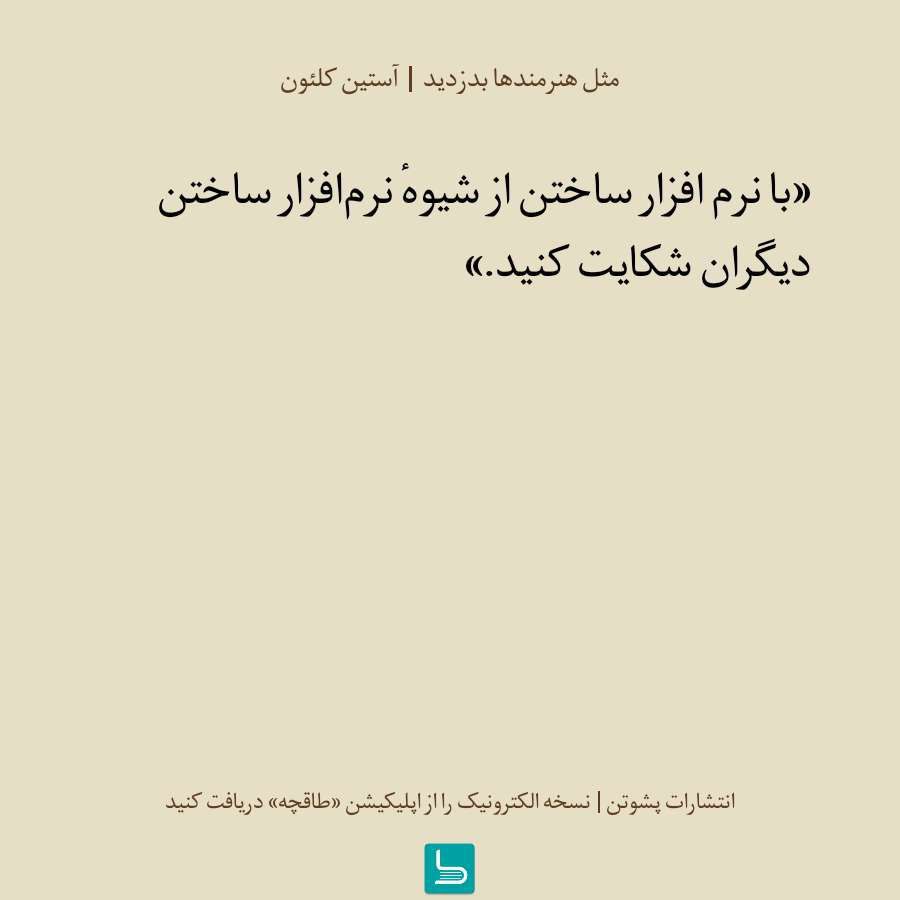 مثل هنرمندها بدزدید | آستین کلئون
«با نرم افزار ساختن از شیوهٔ نرم‌افزار ساختن
دیگران شکایت کنید.»
انتشارات پشوتن | نسخه الکترونیک را از اپلیکیشن «طاقچه» دریافت کنید